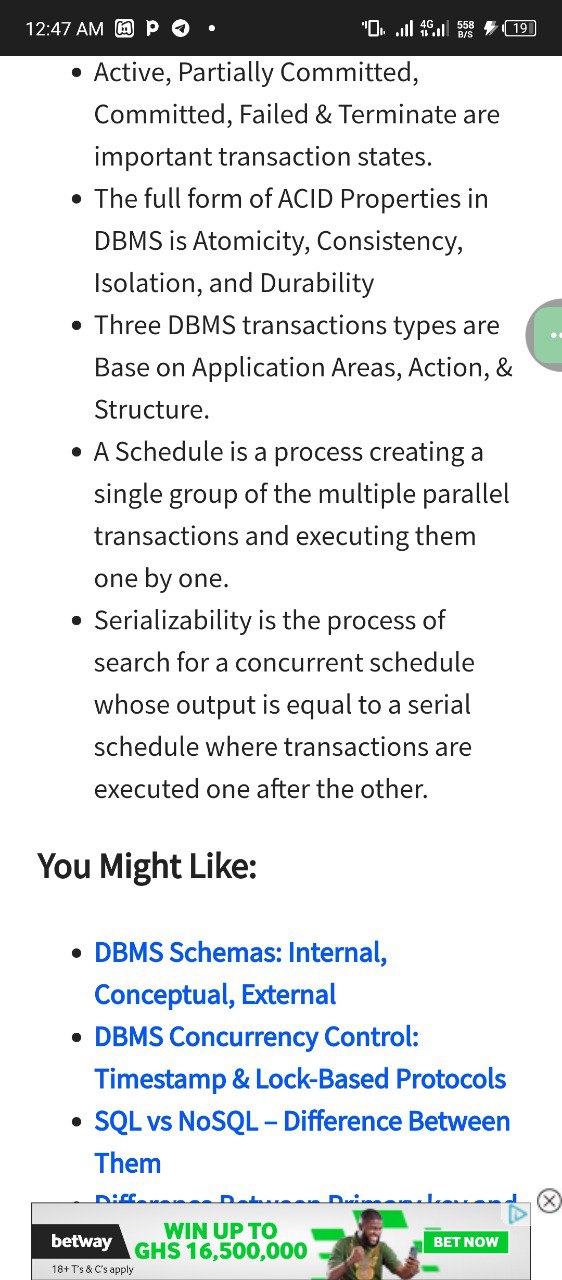 12:47 AM
4G
558 B/S
19
• Active, Partially Committed,
Committed, Failed & Terminate are
important transaction states.
• The full form of ACID Properties in
DBMS is Atomicity, Consistency,
Isolation, and Durability
• Three DBMS transactions types are
Base on Application Areas, Action, &
Structure.
• A Schedule is a process creating a
single group of the multiple parallel
transactions and executing them
one by one.
• Serializability is the process of
search for a concurrent schedule
whose output is equal to a serial
schedule where transactions are
executed one after the other.
You Might Like:
• DBMS Schemas: Internal,
Conceptual, External
• DBMS Concurrency Control:
Timestamp & Lock-Based Protocols
• SQL vs NoSQL – Difference Between
Them
• Difference Between Primary key and
betway
WIN UP TO
GHS 16,500,000
BET NOW
18+ T's & C's apply